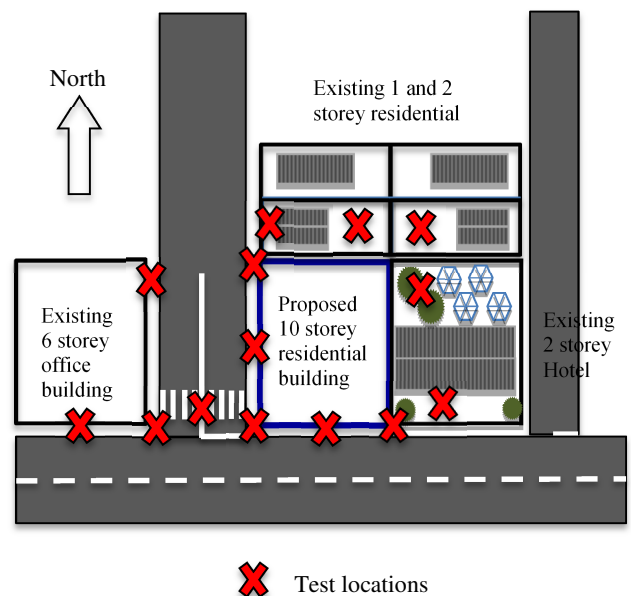 North
Existing 1 and 2
storey residential
Existing
6 storey
office
building
Proposed
10 storey
residential
building
Existing
2 storey
Hotel
Test locations